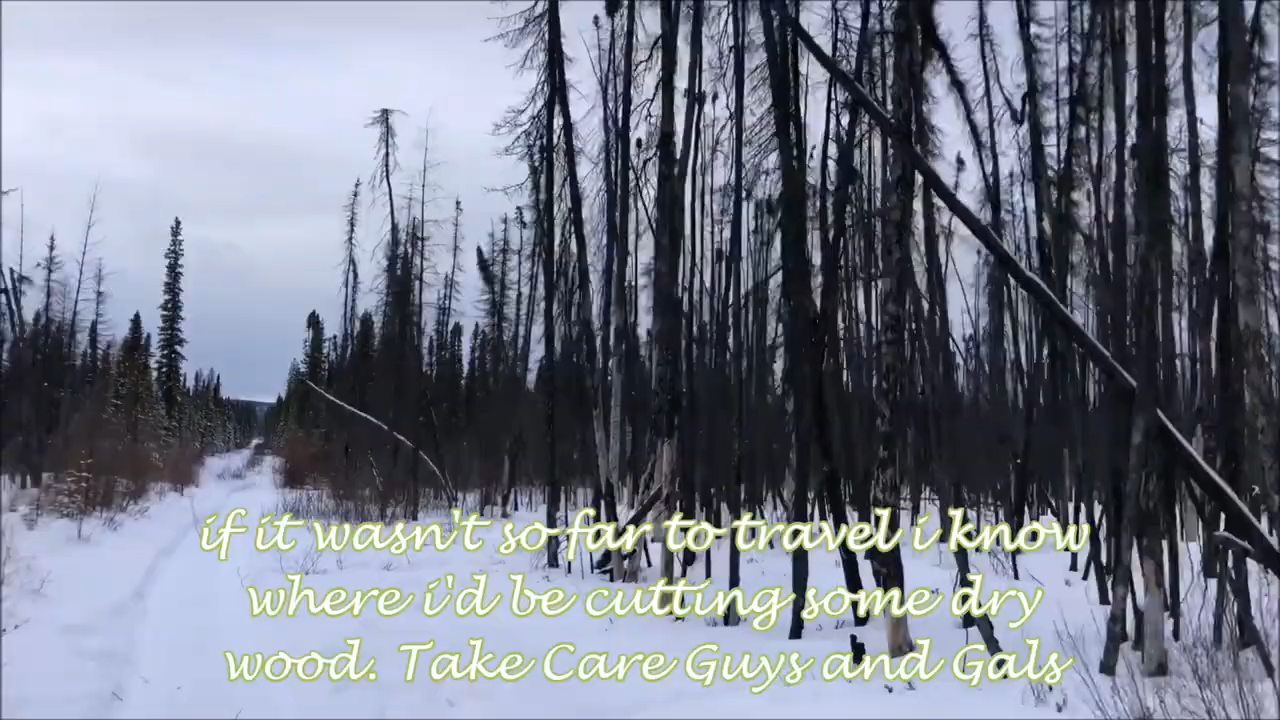 if it wasn't so far to travel i know
where i'd be cutting some dry
wood. Take Care Guys and Gals